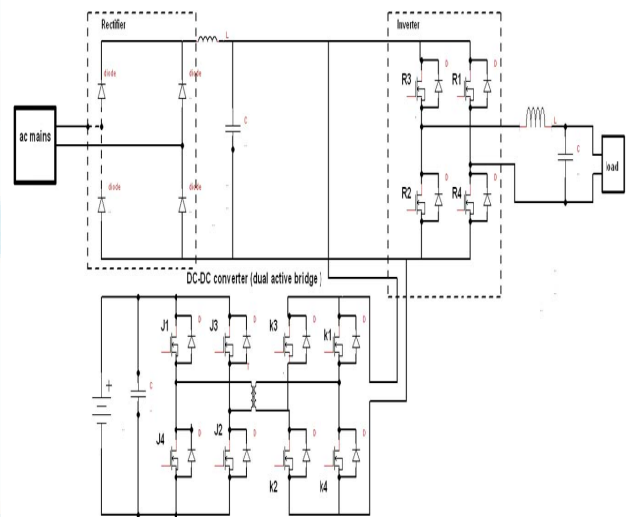 Rectifier
Inverter
L
diode
diode
D
D
R3
R1
ac mains
C
L
C
load
diode
diode
D
D
R2
R4
DC-DC converter (dual active bridge )
J1
D
J3
D
k3
D
k1
D
+
C
T
J4
D
J2
D
D
D
k2
k4